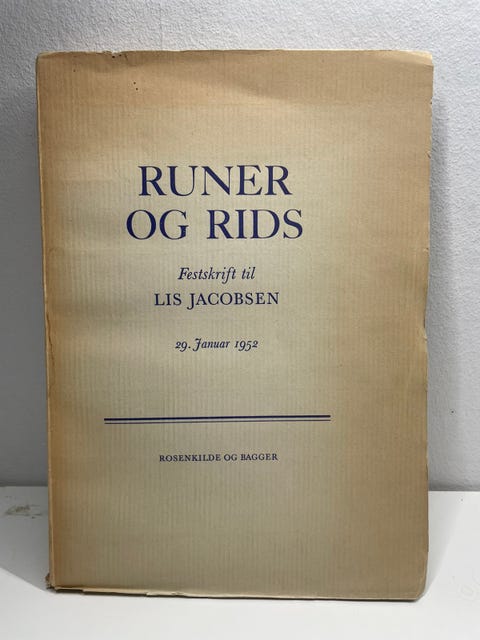 RUNER
OG RIDS
Festskrift til
LIS JACOBSEN
29. Januar 1952
ROSENKILDE OG BAGGER